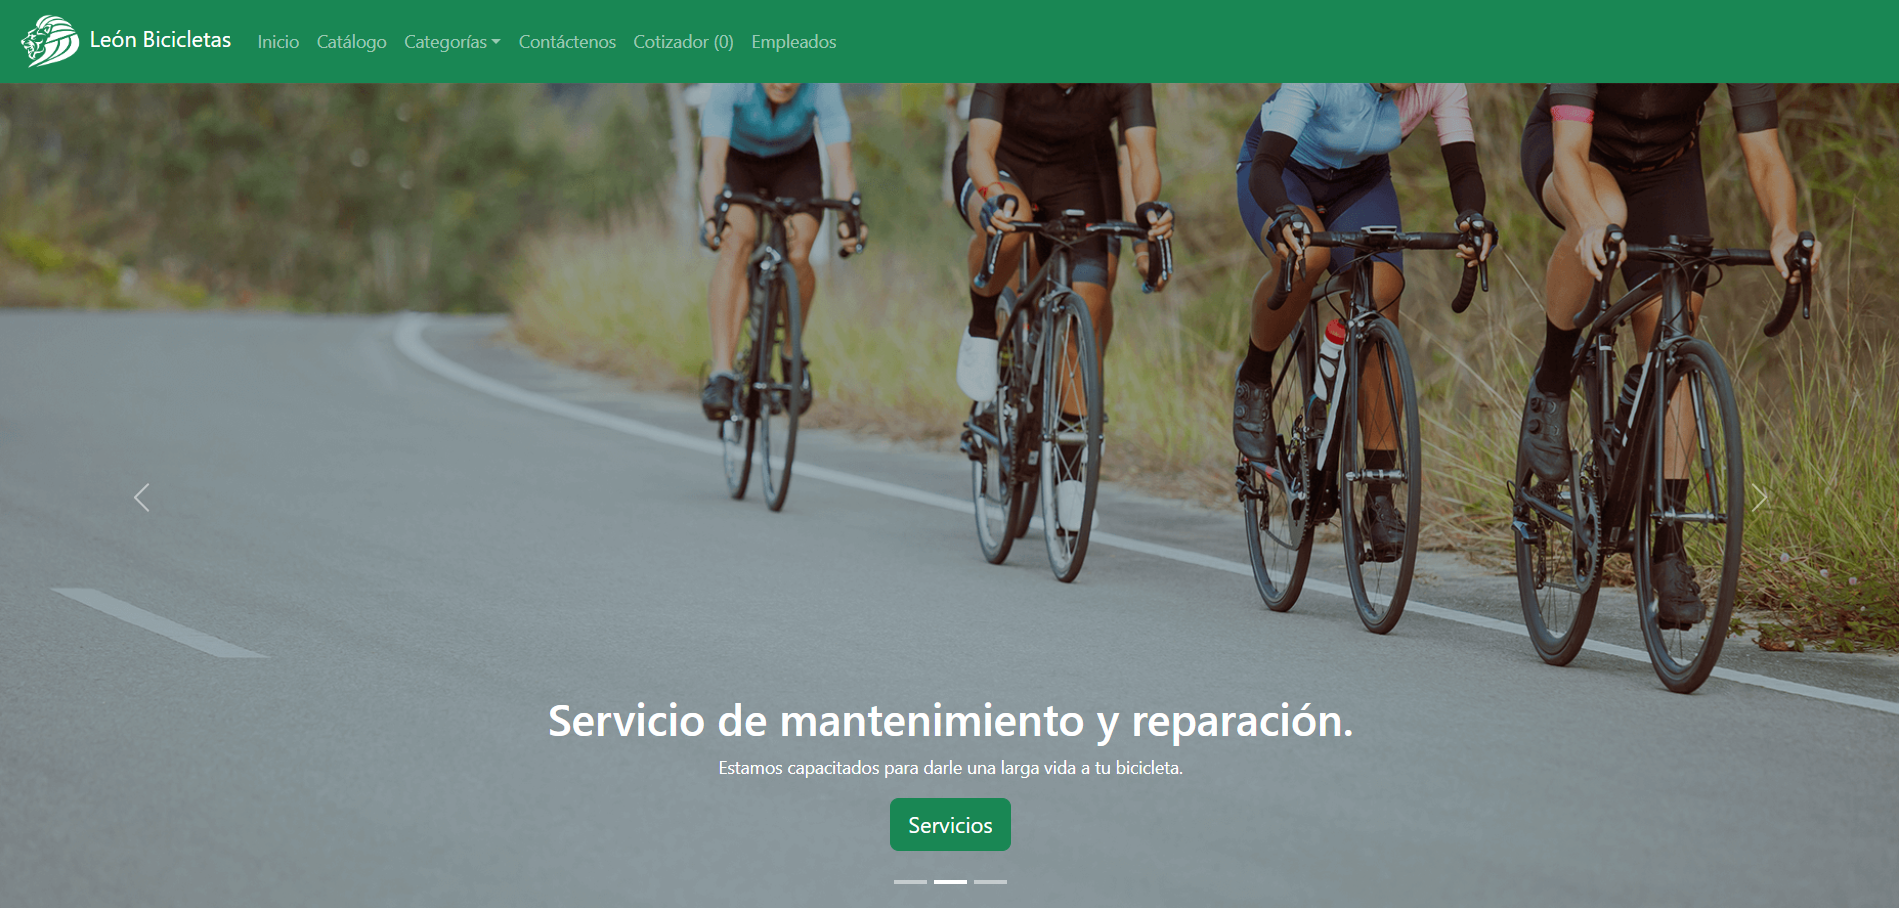 León Bicicletas Inicio Catálogo Categorías Contáctenos Cotizador (0) Empleados
Servicio de mantenimiento y reparación.
Estamos capacitados para darle una larga vida a tu bicicleta.
Servicios